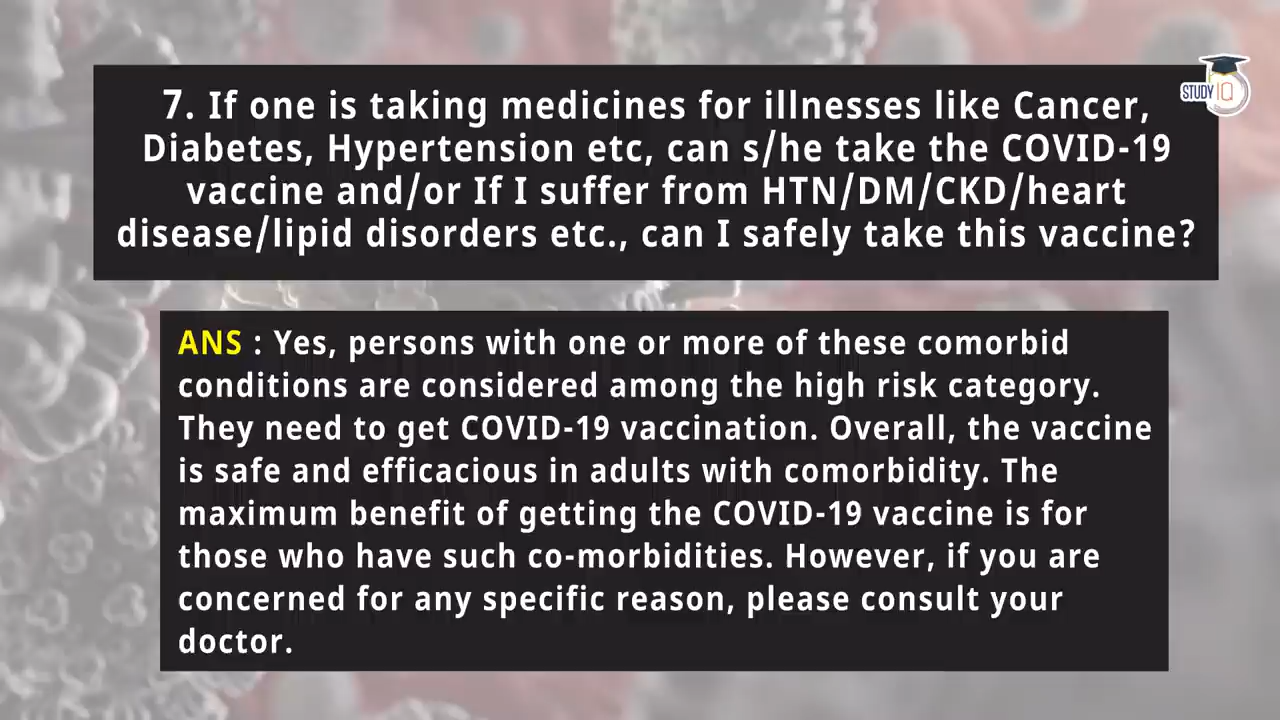 7. If one is taking medicines for illnesses like Cancer,
Diabetes, Hypertension etc, can s/he take the COVID-19
vaccine and/or If I suffer from HTN/DM/CKD/heart
disease/lipid disorders etc., can I safely take this vaccine?
STUDY IQ
ANS : Yes, persons with one or more of these comorbid
conditions are considered among the high risk category.
They need to get COVID-19 vaccination. Overall, the vaccine
is safe and efficacious in adults with comorbidity. The
maximum benefit of getting the COVID-19 vaccine is for
those who have such co-morbidities. However, if you are
concerned for any specific reason, please consult your
doctor.